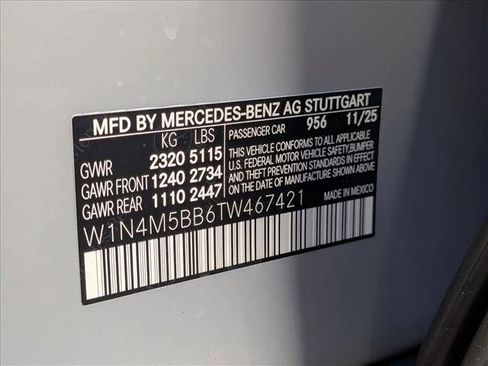 MFD BY MERCEDES-BENZ AG STUTTGART
KG LBS PASSENGER CAR 956 11/25
GVWR 2320 5115
GAWR FRONT 1240 2734
GAWR REAR 1110 2447
THIS VEHICLE CONFORMS TO ALL APPLICABLE
U.S. FEDERAL MOTOR VEHICLE SAFETY, BUMPER
AND THEFT PREVENTION STANDARDS IN
EFFECT ON THE DATE OF MANUFACTURE
SHOWN ABOVE.
W1N4M5BB6TW467421 MADE IN MEXICO